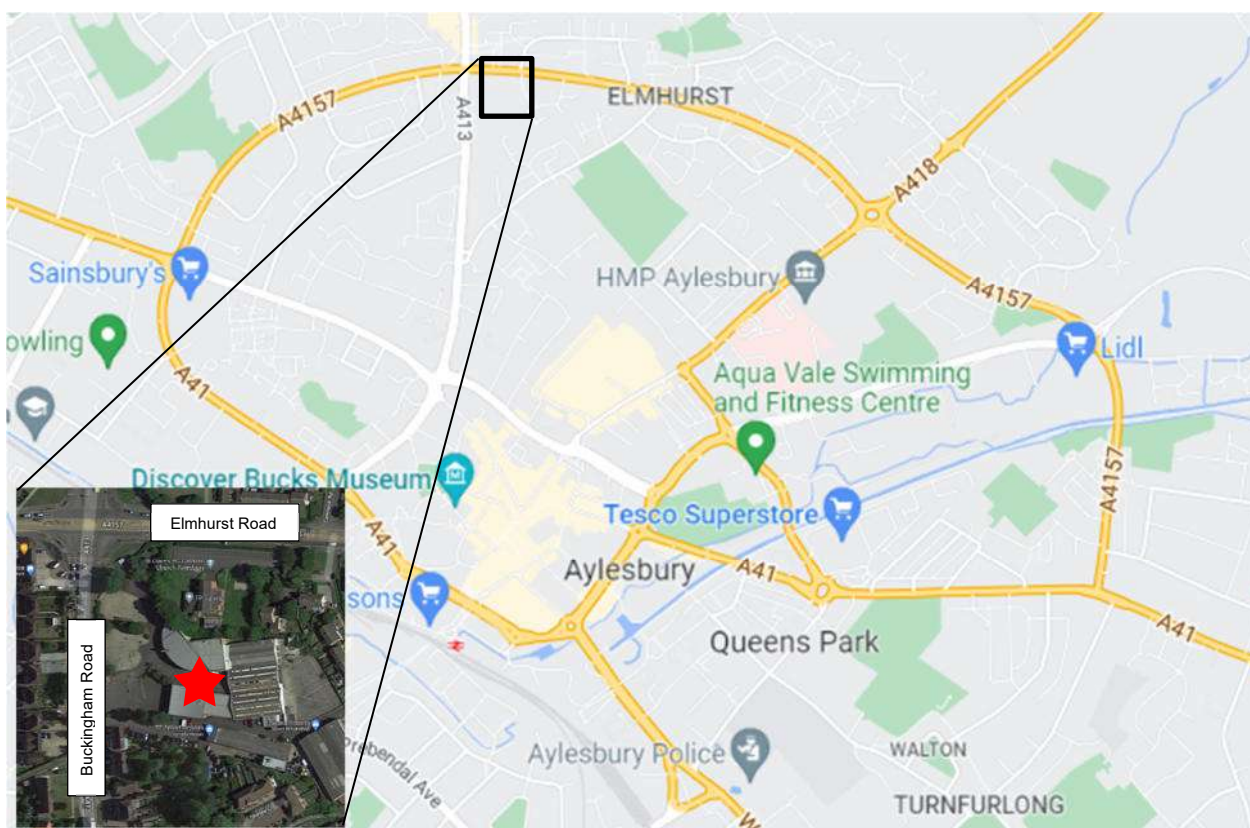 A4157
A413
ELMHURST
A418
Sainsbury's
HMP Aylesbury
A4157
owling
Lidl
A41
Aqua Vale Swimming
and Fitness Centre
Discover Bucks Museum
A4157
Tesco Superstore
A41
Aylesbury
A41
sons
A41
Queens Park
Aylesbury Police
WALTON
TURNFURLONG
W
Elmhurst Road
A4157
Buckingham Road
orebendal Ave